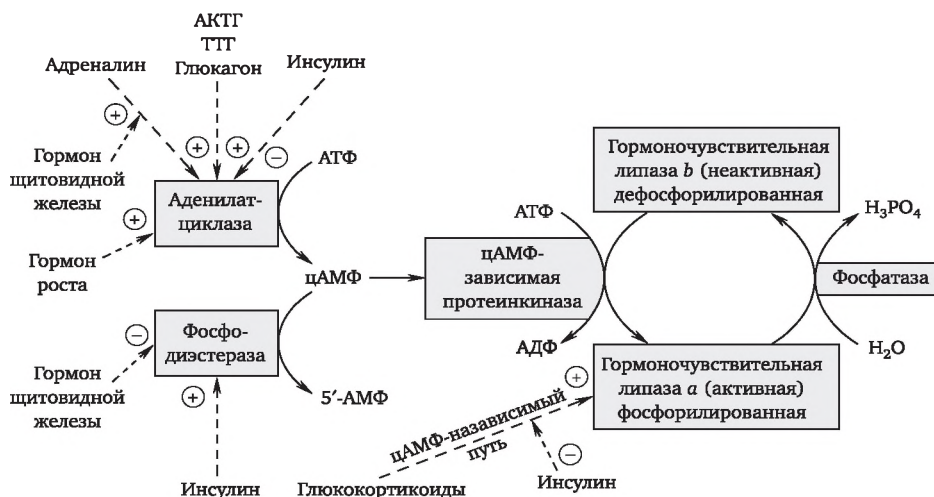 АКТГ
ТТГ
Глюкагон
Адреналин
Инсулин
+
+
+
−
Гормон
щитовидной
железы
АТФ
Аденилат-
циклаза
+
Гормон
роста
цАМФ
цАМФ-
зависимая
протеинкиназа
АТФ
АДФ
Гормоночувствительная
липаза b (неактивная)
дефосфорилированная
H₃PO₄
Фосфатаза
H₂O
Гормоночувствительная
липаза a (активная)
фосфорилированная
−
Фосфо-
диэстераза
Гормон
щитовидной
железы
+
5′-АМФ
Инсулин
+
цАМФ-назависимый
путь
−
Глюкокортикоиды
Инсулин